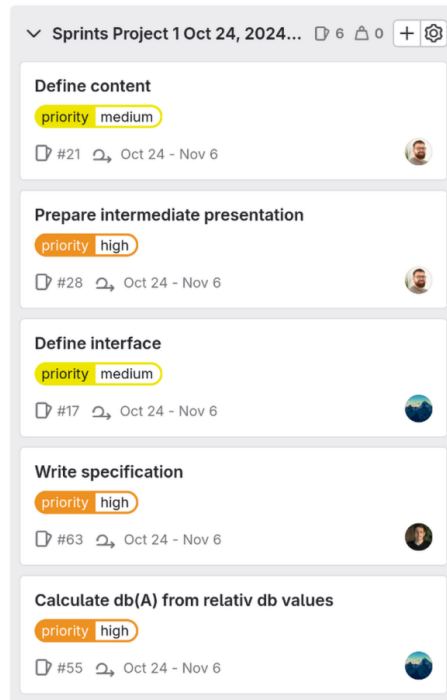 Sprints Project 1 Oct 24, 2024... 6 0
Define content
priority medium
#21 Oct 24 - Nov 6
Prepare intermediate presentation
priority high
#28 Oct 24 - Nov 6
Define interface
priority medium
#17 Oct 24 - Nov 6
Write specification
priority high
#63 Oct 24 - Nov 6
Calculate db(A) from relativ db values
priority high
#55 Oct 24 - Nov 6